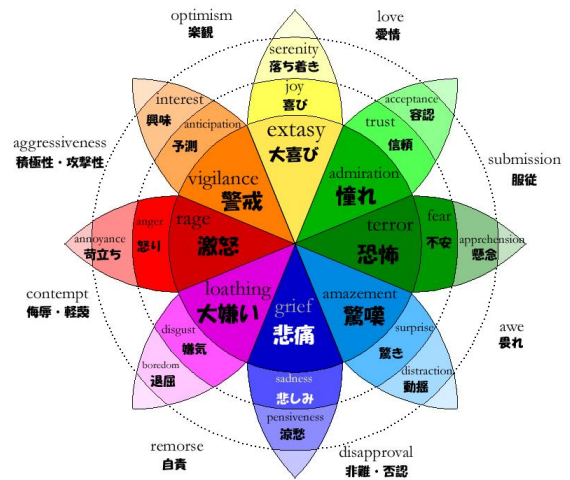 optimism
楽観
love
愛情
serenity
落ち着き
joy
喜び
extasy
大喜び
interest
興味
anticipation
予測
vigilance
警戒
acceptance
容認
trust
信頼
admiration
憧れ
aggressiveness
積極性・攻撃性
submission
服従
annoyance
苛立ち
anger
怒り
rage
激怒
terror
恐怖
fear
不安
apprehension
懸念
contempt
侮辱・軽蔑
loathing
大嫌い
disgust
嫌気
boredom
退屈
grief
悲痛
sadness
悲しみ
pensiveness
涼愁
amazement
驚嘆
surprise
驚き
distraction
動揺
awe
畏れ
remorse
自責
disapproval
非難・否認